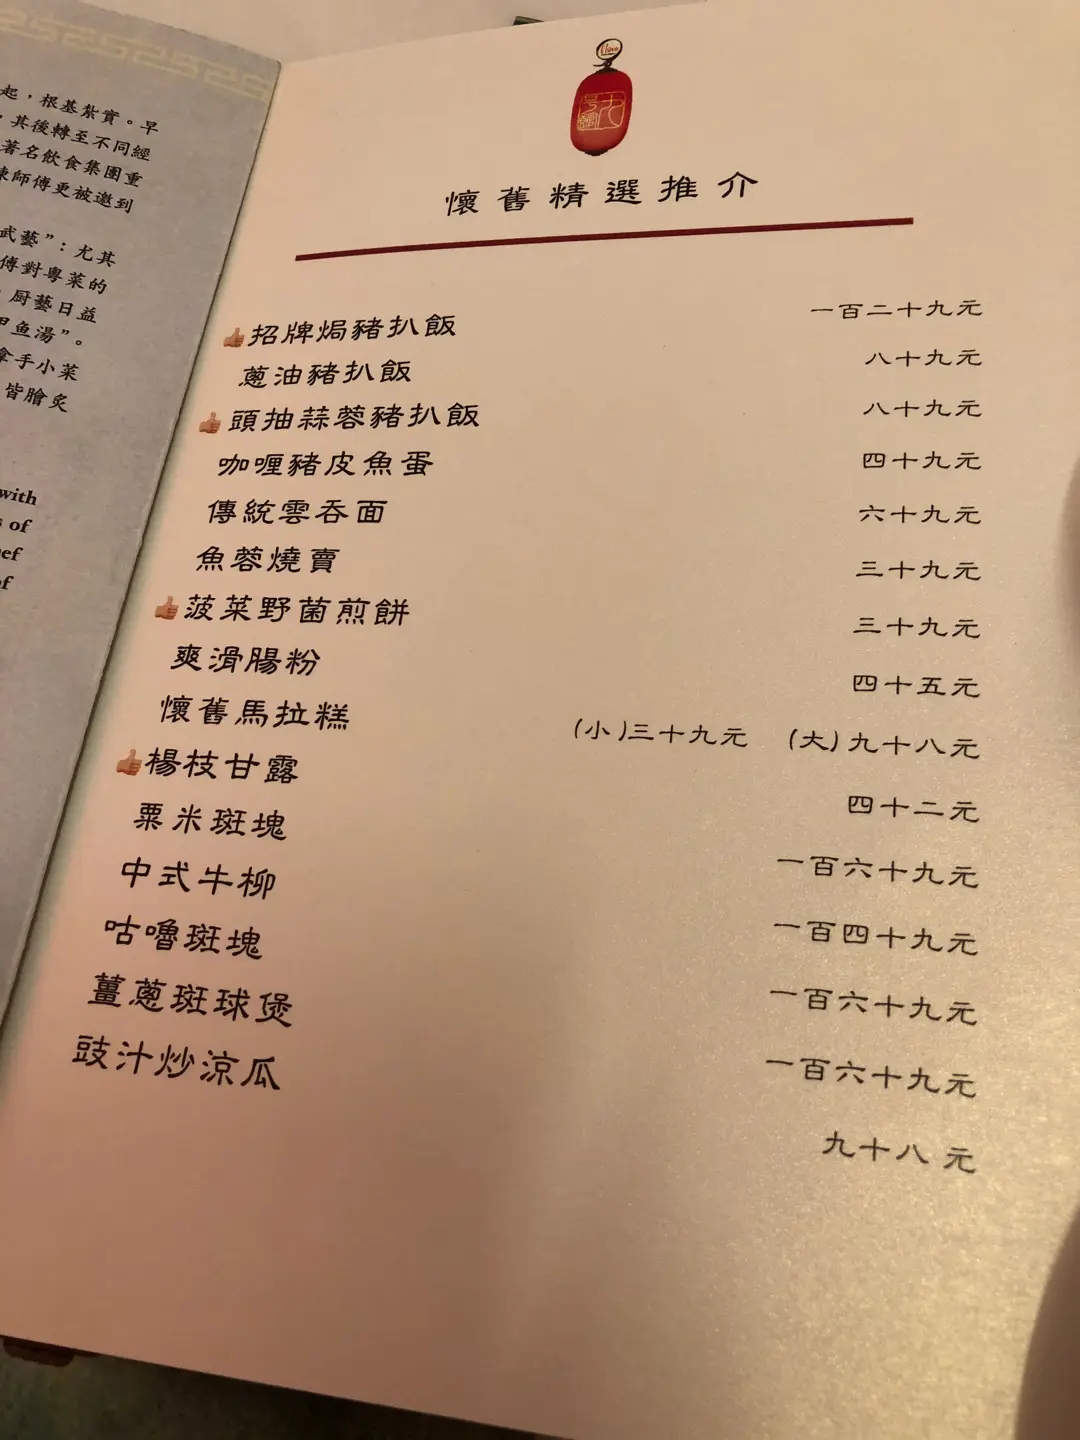 起，根基紮實。早
，其後轉至不同經
著名飲食集團重
陳師傅更被邀到
武藝”：尤其
傅對粵菜的
厨藝日益
甲鱼湯”。
拿手小菜
皆膾炙
with
of
ef
of
I love
九号舘
懷舊精選推介
招牌焗豬扒飯 一百二十九元
蔥油豬扒飯 八十九元
頭抽蒜蓉豬扒飯 八十九元
咖喱豬皮魚蛋 四十九元
傳統雲吞面 六十九元
魚蓉燒賣 三十九元
菠菜野菌煎餅 三十九元
爽滑腸粉 四十五元
懷舊馬拉糕 (小)三十九元 (大)九十八元
楊枝甘露 四十二元
粟米斑塊 一百六十九元
中式牛柳 一百四十九元
咕嚕斑塊 一百六十九元
薑蔥斑球煲 一百六十九元
豉汁炒涼瓜 九十八元